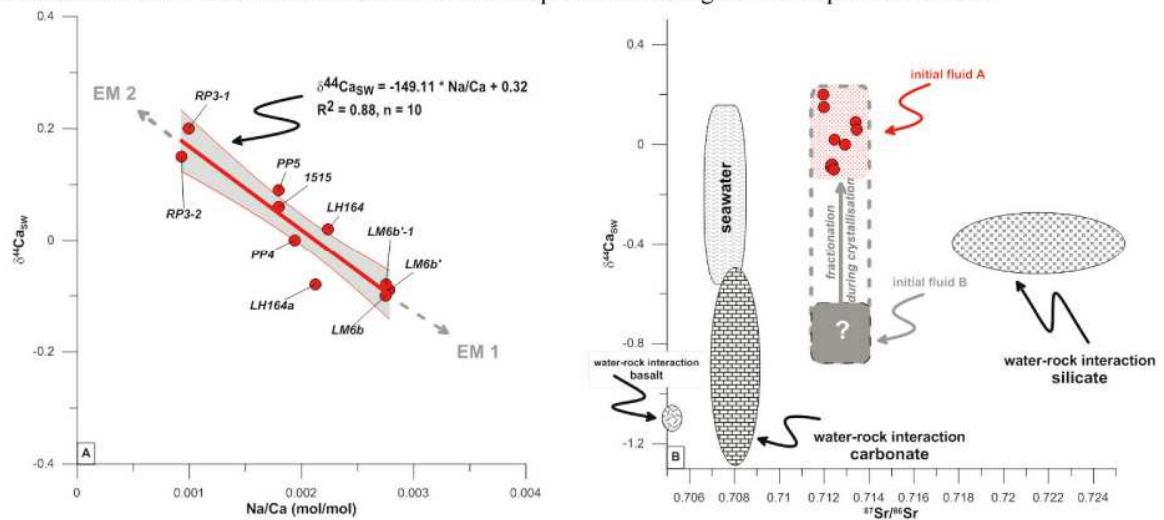 0.4
0.2
0
-0.2
-0.4
δ⁴⁴Ca_SW
EM 2
RP3-1
RP3-2
δ⁴⁴Ca_SW = -149.11 * Na/Ca + 0.32
R² = 0.88, n = 10
PP5
1515
LH164
LM6b'-1
LM6b'
PP4
LH164a
LM6b
EM 1
A
0
0.001
0.002
0.003
0.004
Na/Ca (mol/mol)
0.4
0
-0.4
-0.8
-1.2
δ⁴⁴Ca_SW
initial fluid A
seawater
fractionation
during crystallisation
initial fluid B
?
water-rock interaction
silicate
water-rock interaction
basalt
water-rock interaction
carbonate
B
0.706
0.708
0.71
0.712
0.714
0.716
0.718
0.72
0.722
0.724
⁸⁷Sr/⁸⁶Sr